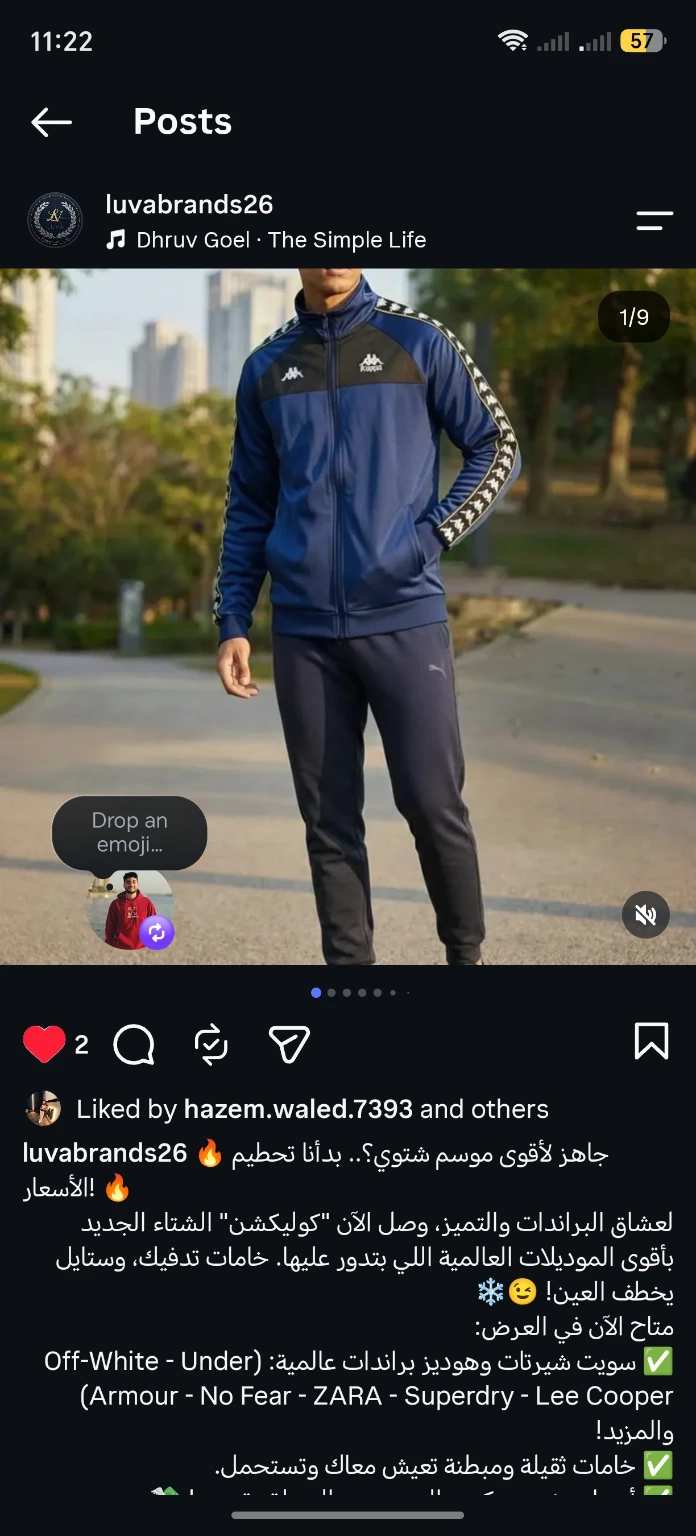 11:22
57
Posts
luvabrands26
Dhruv Goel · The Simple Life
1/9
Kappa
Drop an
emoji...
2
Liked by hazem.waled.7393 and others
luvabrands26 🔥 جاهز لأقوى موسم شتوي؟.. بدأنا تحطيم
الأسعار! 🔥
لعشاق البراندات والتميز، وصل الآن "كوليكشن" الشتاء الجديد
بأقوى الموديلات العالمية اللي بتدور عليها. خامات تدفيك، وستايل
يخطف العين! 😉❄️
متاح الآن في العرض:
✅ سويت شيرتات وهوديز براندات عالمية: (Off-White - Under
Armour - No Fear - ZARA - Superdry - Lee Cooper)
والمزيد!
✅ خامات ثقيلة ومبطنة تعيش معاك وتستحمل.